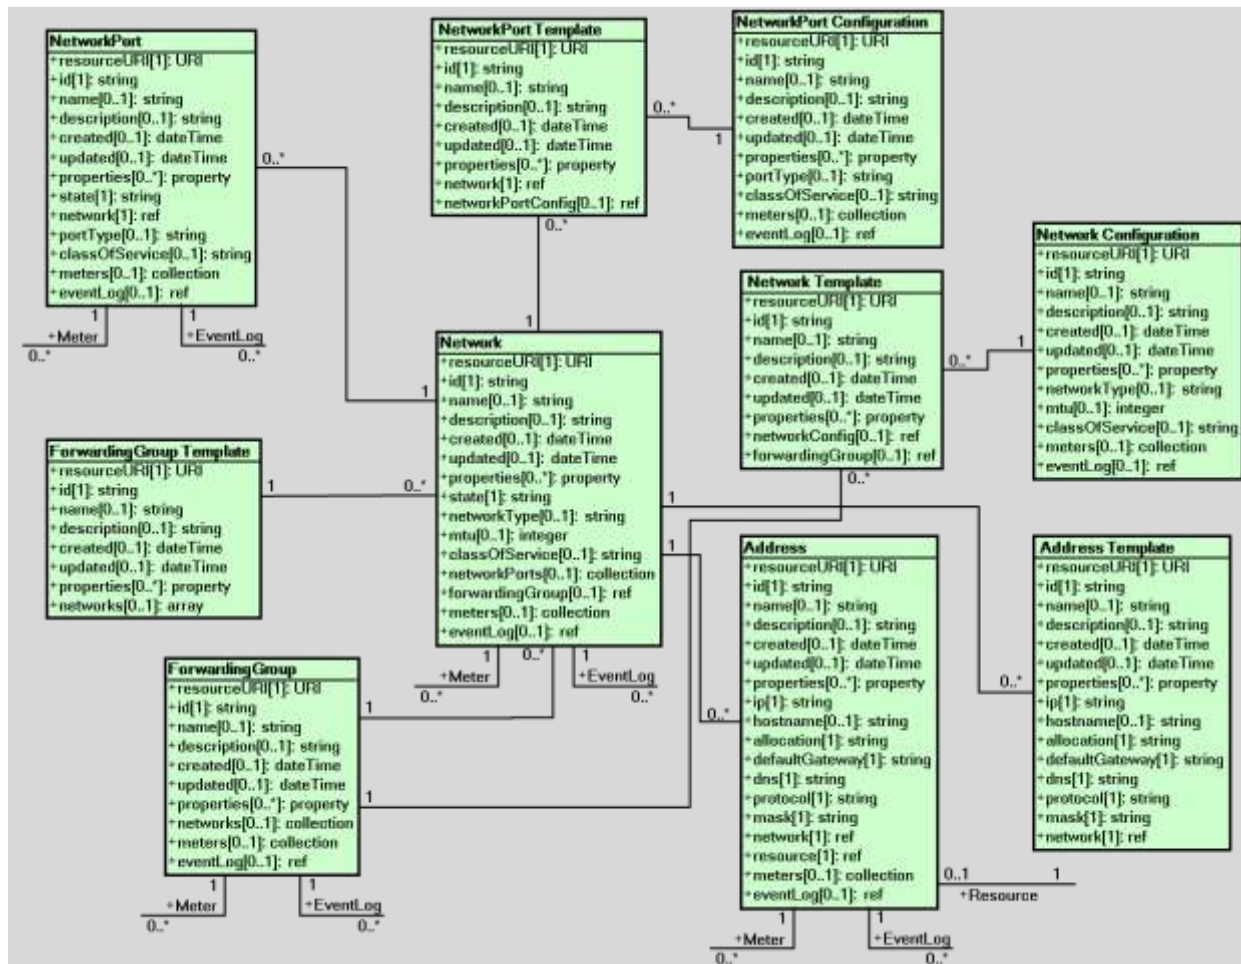 NetworkPort
+resourceURI[1]: URI
+id[1]: string
+name[0..1]: string
+description[0..1]: string
+created[0..1]: dateTime
+updated[0..1]: dateTime
+properties[0..*]: property
+state[1]: string
+network[1]: ref
+portType[0..1]: string
+classOfService[0..1]: string
+meters[0..1]: collection
+eventLog[0..1]: ref
0..*
1
1
+Meter
+EventLog
0..*
0..*
NetworkPort Template
+resourceURI[1]: URI
+id[1]: string
+name[0..1]: string
+description[0..1]: string
+created[0..1]: dateTime
+updated[0..1]: dateTime
+properties[0..*]: property
+network[1]: ref
+networkPortConfig[0..1]: ref
0..*
1
0..*
1
NetworkPort Configuration
+resourceURI[1]: URI
+id[1]: string
+name[0..1]: string
+description[0..1]: string
+created[0..1]: dateTime
+updated[0..1]: dateTime
+properties[0..*]: property
+portType[0..1]: string
+classOfService[0..1]: string
+meters[0..1]: collection
+eventLog[0..1]: ref
Network Configuration
+resourceURI[1]: URI
+id[1]: string
+name[0..1]: string
+description[0..1]: string
+created[0..1]: dateTime
+updated[0..1]: dateTime
+properties[0..*]: property
+networkType[0..1]: string
+mtu[0..1]: integer
+classOfService[0..1]: string
+meters[0..1]: collection
+eventLog[0..1]: ref
Network Template
+resourceURI[1]: URI
+id[1]: string
+name[0..1]: string
+description[0..1]: string
+created[0..1]: dateTime
+updated[0..1]: dateTime
+properties[0..*]: property
+networkConfig[0..1]: ref
+forwardingGroup[0..1]: ref
0..*
1
0..*
Network
+resourceURI[1]: URI
+id[1]: string
+name[0..1]: string
+description[0..1]: string
+created[0..1]: dateTime
+updated[0..1]: dateTime
+properties[0..*]: property
+state[1]: string
+networkType[0..1]: string
+mtu[0..1]: integer
+classOfService[0..1]: string
+networkPorts[0..1]: collection
+forwardingGroup[0..1]: ref
+meters[0..1]: collection
+eventLog[0..1]: ref
1
0..*
1
1
1
0..*
1
+Meter
+EventLog
0..*
0..*
ForwardingGroup Template
+resourceURI[1]: URI
+id[1]: string
+name[0..1]: string
+description[0..1]: string
+created[0..1]: dateTime
+updated[0..1]: dateTime
+properties[0..*]: property
+networks[0..1]: array
1
ForwardingGroup
+resourceURI[1]: URI
+id[1]: string
+name[0..1]: string
+description[0..1]: string
+created[0..1]: dateTime
+updated[0..1]: dateTime
+properties[0..*]: property
+networks[0..1]: collection
+meters[0..1]: collection
+eventLog[0..1]: ref
1
1
1
1
+Meter
+EventLog
0..*
0..*
Address
+resourceURI[1]: URI
+id[1]: string
+name[0..1]: string
+description[0..1]: string
+created[0..1]: dateTime
+updated[0..1]: dateTime
+properties[0..*]: property
+ip[1]: string
+hostname[0..1]: string
+allocation[1]: string
+defaultGateway[1]: string
+dns[1]: string
+protocol[1]: string
+mask[1]: string
+network[1]: ref
+resource[1]: ref
+meters[0..1]: collection
+eventLog[0..1]: ref
0..*
0..1
1
+Resource
1
1
+Meter
+EventLog
0..*
0..*
Address Template
+resourceURI[1]: URI
+id[1]: string
+name[0..1]: string
+description[0..1]: string
+created[0..1]: dateTime
+updated[0..1]: dateTime
+properties[0..*]: property
+ip[1]: string
+hostname[0..1]: string
+allocation[1]: string
+defaultGateway[1]: string
+dns[1]: string
+protocol[1]: string
+mask[1]: string
+network[1]: ref
0..*